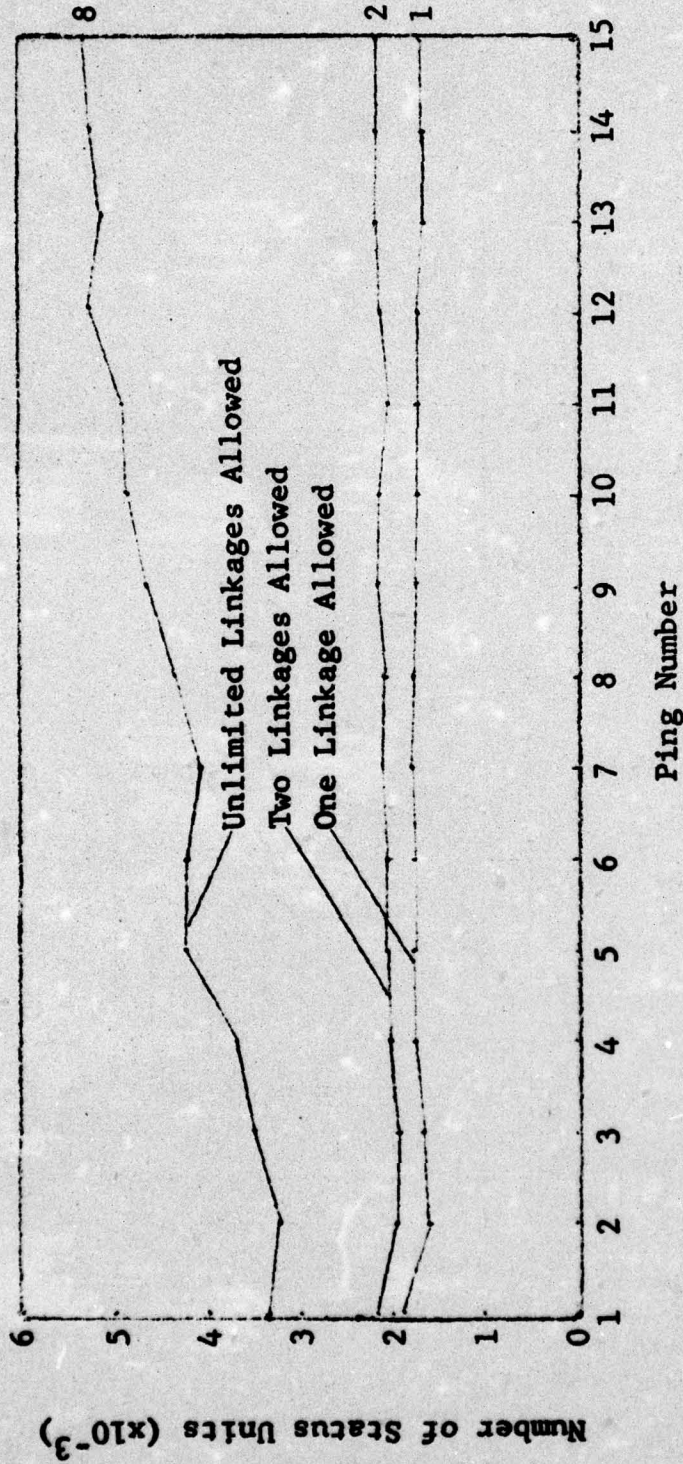 Number of Status Units (x10⁻³)
6
5
4
3
2
1
0
8
2
1
Unlimited Linkages Allowed
Two Linkages Allowed
One Linkage Allowed
1 2 3 4 5 6 7 8 9 10 11 12 13 14 15
Ping Number